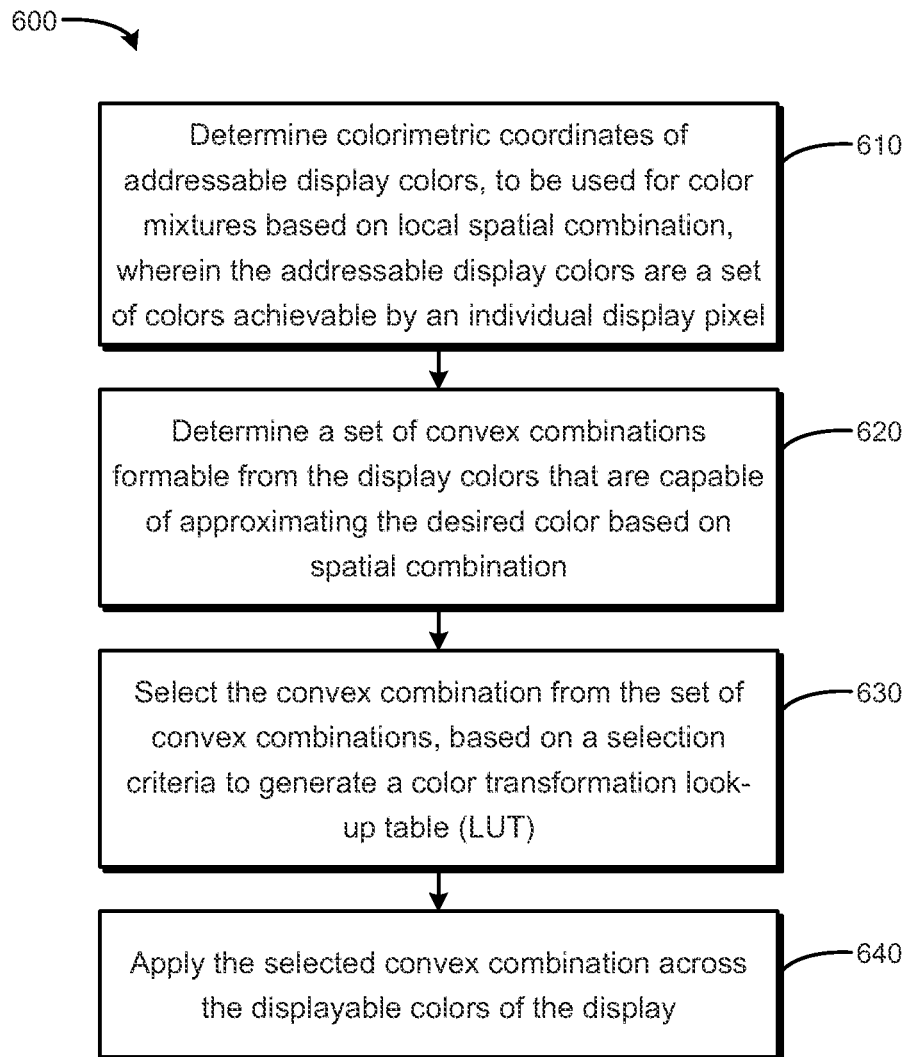 600
Determine colorimetric coordinates of
addressable display colors, to be used for color
mixtures based on local spatial combination,
wherein the addressable display colors are a set
of colors achievable by an individual display pixel
610
Determine a set of convex combinations
formable from the display colors that are capable
of approximating the desired color based on
spatial combination
620
Select the convex combination from the set of
convex combinations, based on a selection
criteria to generate a color transformation look-
up table (LUT)
630
Apply the selected convex combination across
the displayable colors of the display
640